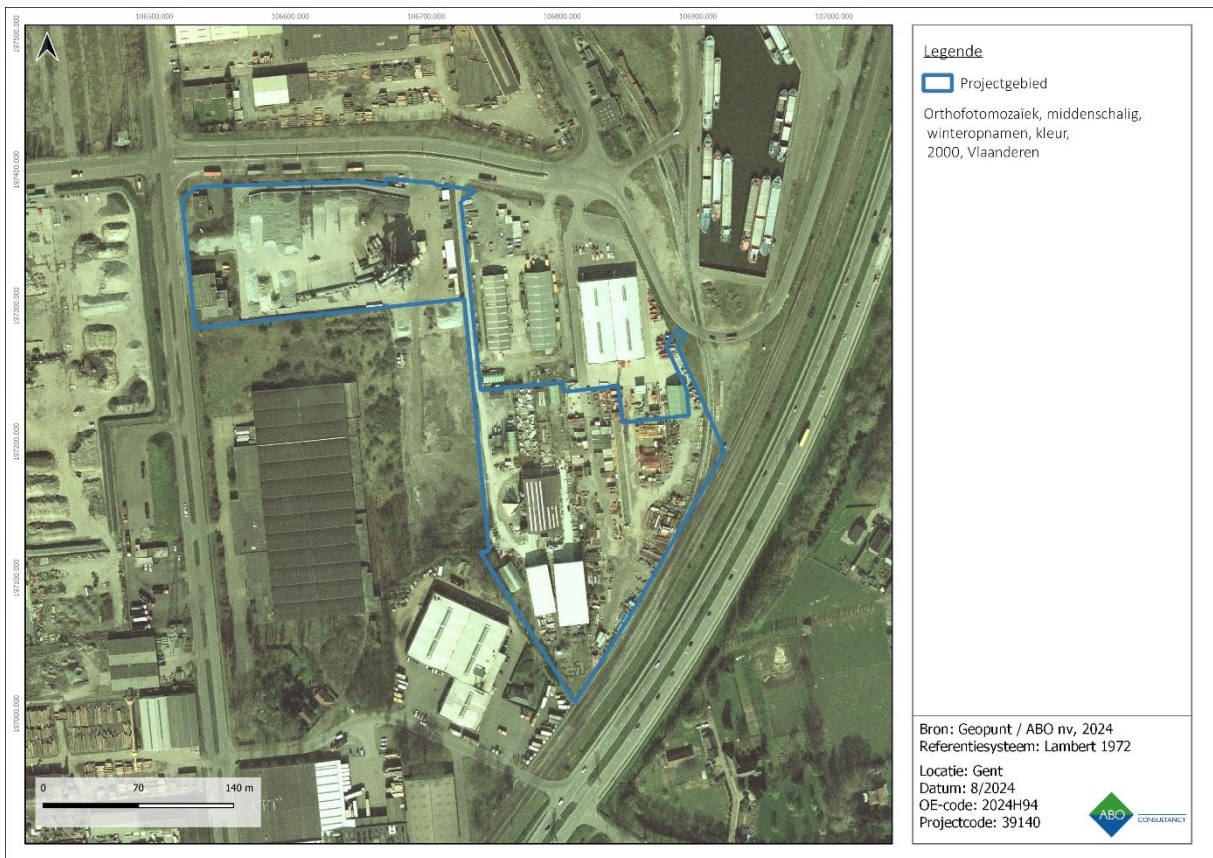 106500.000 106600.000 106700.000 106800.000 106900.000 107000.000
197500.000
197400.000
197300.000
197200.000
197100.000
197000.000
0 70 140 m
Legende
Projectgebied
Orthofotomozaïek, middenschalig,
winteropnamen, kleur,
2000, Vlaanderen
Bron: Geopunt / ABO nv, 2024
Referentiesysteem: Lambert 1972
Locatie: Gent
Datum: 8/2024
OE-code: 2024H94
Projectcode: 39140
ABO CONSULTANCY